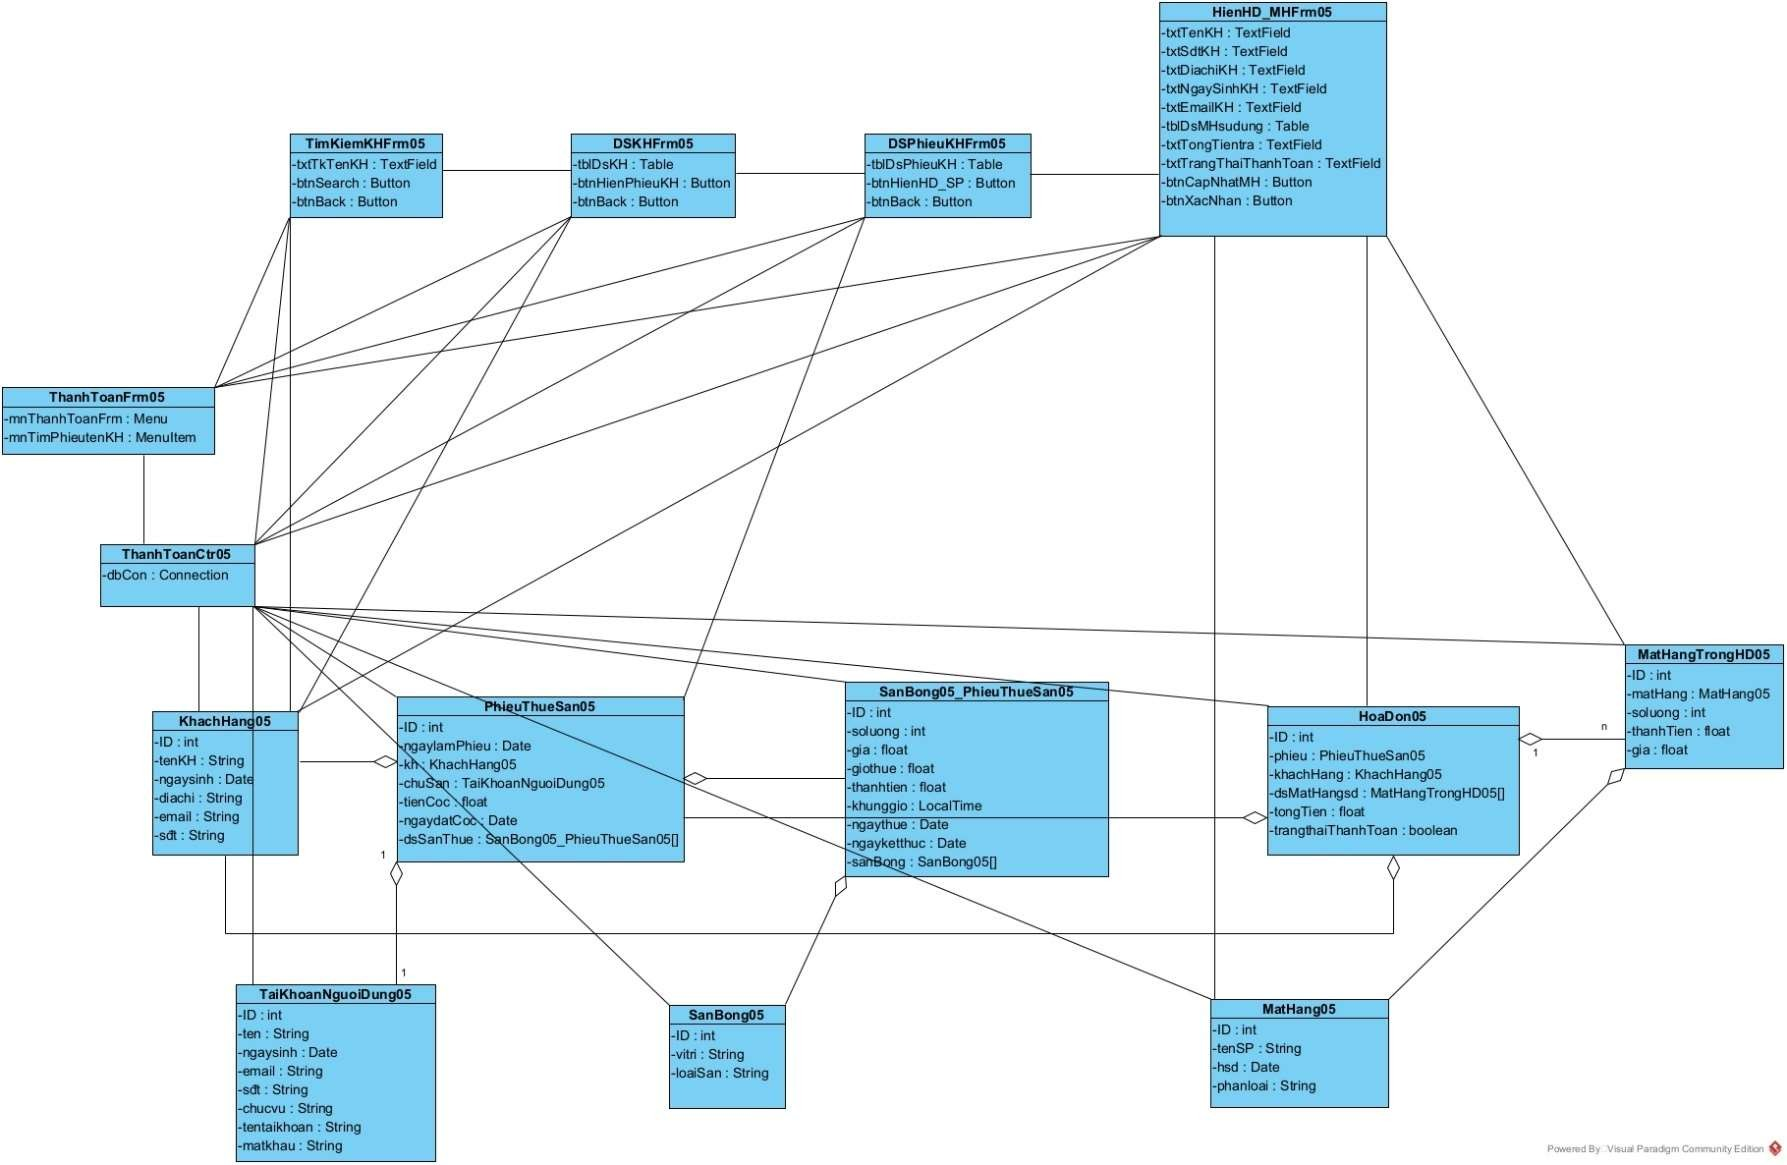 HienHD_MHFrm05
-txtTenKH : TextField
-txtSdtKH : TextField
-txtDiachiKH : TextField
-txtNgaySinhKH : TextField
-txtEmailKH : TextField
-tblDsMHsudung : Table
-txtTongTientra : TextField
-txtTrangThaiThanhToan : TextField
-btnCapNhatMH : Button
-btnXacNhan : Button
TimKiemKHFrm05
-txtTkTenKH : TextField
-btnSearch : Button
-btnBack : Button
DSKHFrm05
-tblDsKH : Table
-btnHienPhieuKH : Button
-btnBack : Button
DSPhieuKHFrm05
-tblDsPhieuKH : Table
-btnHienHD_SP : Button
-btnBack : Button
ThanhToanFrm05
-mnThanhToanFrm : Menu
-mnTimPhieutenKH : MenuItem
ThanhToanCtr05
-dbCon : Connection
KhachHang05
-ID : int
-tenKH : String
-ngaysinh : Date
-diachi : String
-email : String
-sđt : String
PhieuThueSan05
-ID : int
-ngaylamPhieu : Date
-kh : KhachHang05
-chuSan : TaiKhoanNguoiDung05
-tienCoc : float
-ngaydatCoc : Date
-dsSanThue : SanBong05_PhieuThueSan05[]
SanBong05_PhieuThueSan05
-ID : int
-soluong : int
-gia : float
-giothue : float
-thanhtien : float
-khunggio : LocalTime
-ngaythue : Date
-ngayketthuc : Date
-sanBong : SanBong05[]
HoaDon05
-ID : int
-phieu : PhieuThueSan05
-khachHang : KhachHang05
-dsMatHangsd : MatHangTrongHD05[]
-tongTien : float
-trangthaiThanhToan : boolean
MatHangTrongHD05
-ID : int
-matHang : MatHang05
-soluong : int
-thanhTien : float
-gia : float
n
1
1
1
TaiKhoanNguoiDung05
-ID : int
-ten : String
-ngaysinh : Date
-email : String
-sđt : String
-chucvu : String
-tentaikhoan : String
-matkhau : String
SanBong05
-ID : int
-vitri : String
-loaiSan : String
MatHang05
-ID : int
-tenSP : String
-hsd : Date
-phanloai : String
Powered By Visual Paradigm Community Edition